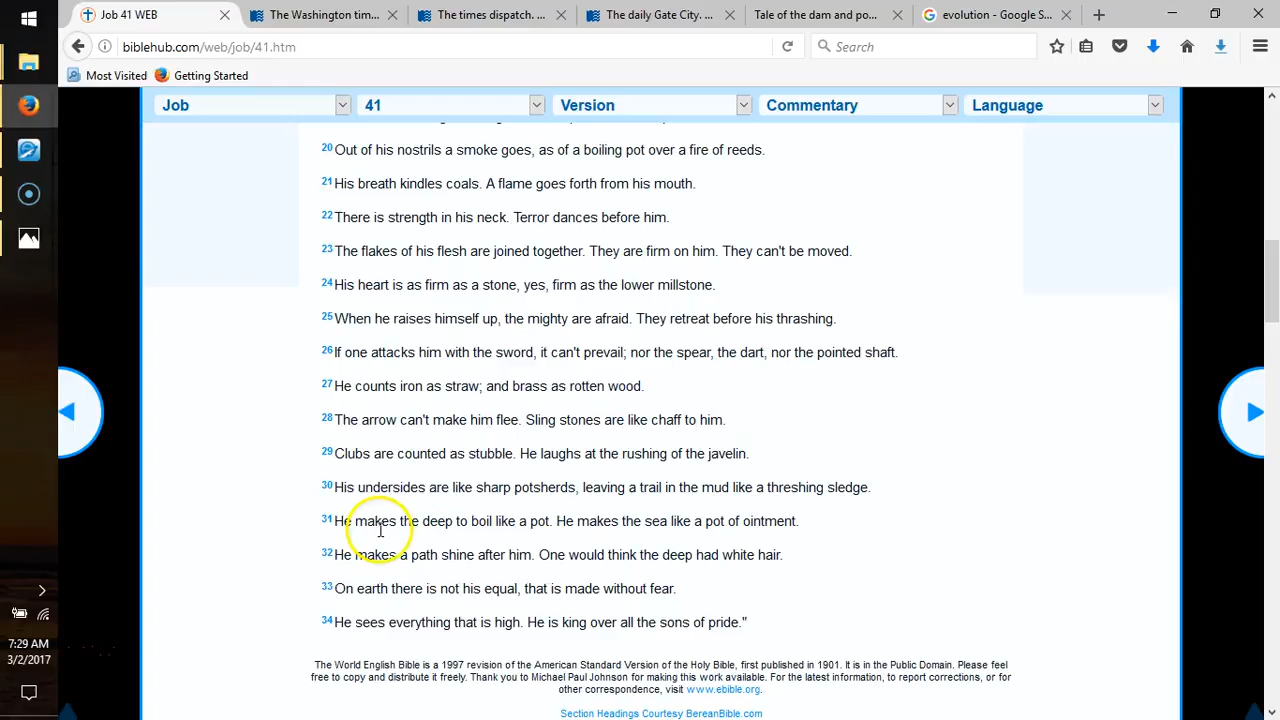 Job 41 WEB
The Washington tim...
The times dispatch. ...
The daily Gate City. ...
Tale of the dam and po...
evolution - Google S...
biblehub.com/web/job/41.htm
Search
Most Visited
Getting Started
Job
41
Version
Commentary
Language
20 Out of his nostrils a smoke goes, as of a boiling pot over a fire of reeds.
21 His breath kindles coals. A flame goes forth from his mouth.
22 There is strength in his neck. Terror dances before him.
23 The flakes of his flesh are joined together. They are firm on him. They can't be moved.
24 His heart is as firm as a stone, yes, firm as the lower millstone.
25 When he raises himself up, the mighty are afraid. They retreat before his thrashing.
26 If one attacks him with the sword, it can't prevail; nor the spear, the dart, nor the pointed shaft.
27 He counts iron as straw; and brass as rotten wood.
28 The arrow can't make him flee. Sling stones are like chaff to him.
29 Clubs are counted as stubble. He laughs at the rushing of the javelin.
30 His undersides are like sharp potsherds, leaving a trail in the mud like a threshing sledge.
31 He makes the deep to boil like a pot. He makes the sea like a pot of ointment.
32 He makes a path shine after him. One would think the deep had white hair.
33 On earth there is not his equal, that is made without fear.
34 He sees everything that is high. He is king over all the sons of pride."
The World English Bible is a 1997 revision of the American Standard Version of the Holy Bible, first published in 1901. It is in the Public Domain. Please feel
free to copy and distribute it freely. Thank you to Michael Paul Johnson for making this work available. For the latest information, to report corrections, or for
other correspondence, visit www.ebible.org.
Section Headings Courtesy BereanBible.com
7:29 AM
3/2/2017